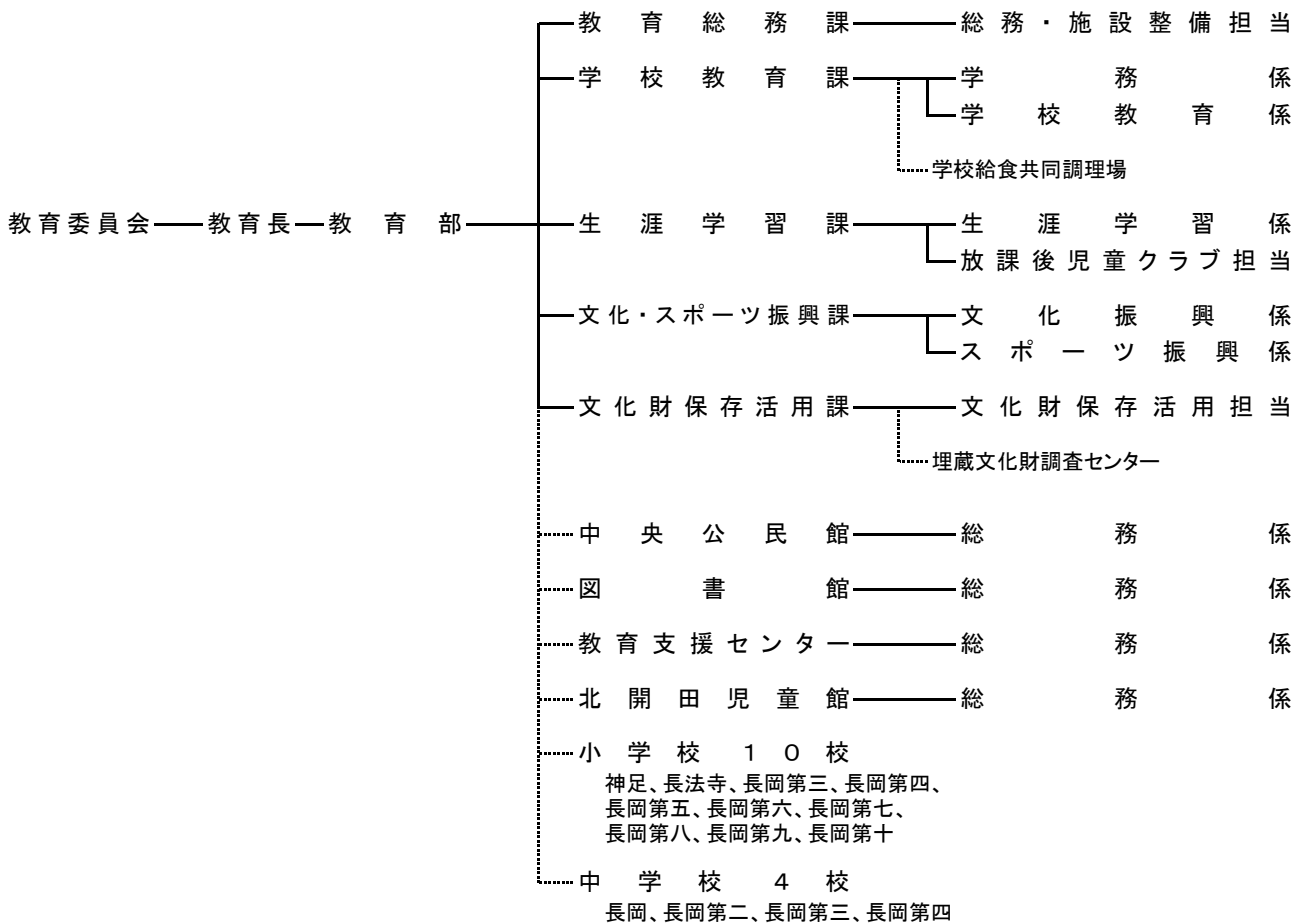 教育総務課 総務・施設整備担当
学校教育課 学務係
学校教育係
学校給食共同調理場
教育委員会 教育長 教育部 生涯学習課 生涯学習係
放課後児童クラブ担当
文化・スポーツ振興課 文化振興係
スポーツ振興係
文化財保存活用課 文化財保存活用担当
埋蔵文化財調査センター
中央公民館 総務係
図書館 総務係
教育支援センター 総務係
北開田児童館 総務係
小学校10校
神足、長法寺、長岡第三、長岡第四、
長岡第五、長岡第六、長岡第七、
長岡第八、長岡第九、長岡第十
中学校4校
長岡、長岡第二、長岡第三、長岡第四